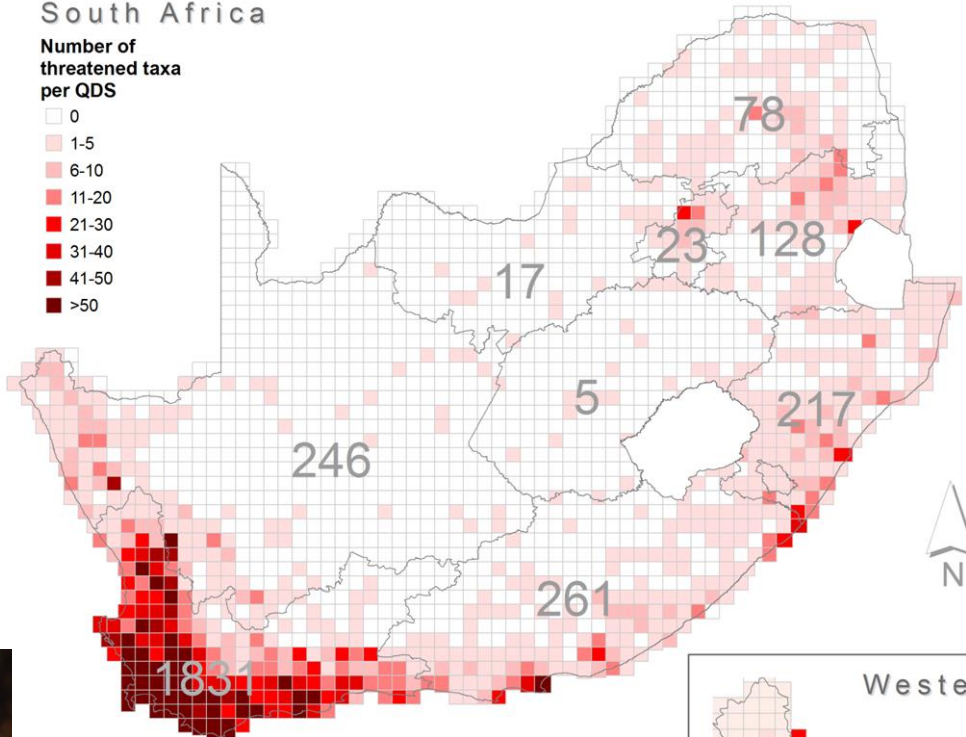 South Africa
Number of
threatened taxa
per QDS
0
1-5
6-10
11-20
21-30
31-40
41-50
>50
78
23
128
17
5
217
246
261
1831
N
Weste